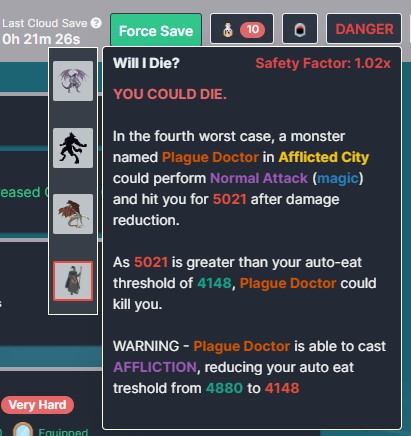 Last Cloud Save ?
0h 21m 26s
Force Save
10
DANGER
Will I Die?
Safety Factor: 1.02x
YOU COULD DIE.
In the fourth worst case, a monster
named Plague Doctor in Afflicted City
could perform Normal Attack (magic)
and hit you for 5021 after damage
reduction.
As 5021 is greater than your auto-eat
threshold of 4148, Plague Doctor could
kill you.
WARNING - Plague Doctor is able to cast
AFFLICTION, reducing your auto eat
treshold from 4880 to 4148
eased
Very Hard
Equipped